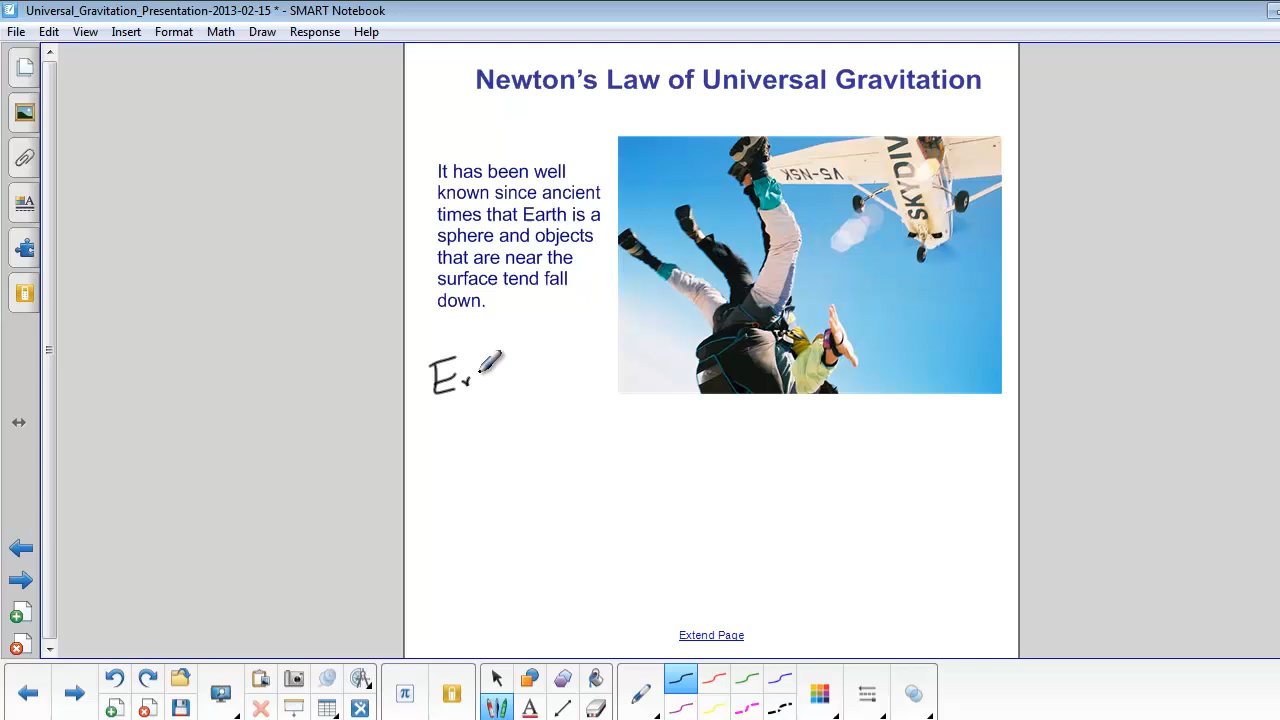 Universal_Gravitation_Presentation-2013-02-15 * - SMART Notebook
File Edit View Insert Format Math Draw Response Help
Newton's Law of Universal Gravitation
It has been well
known since ancient
times that Earth is a
sphere and objects
that are near the
surface tend fall
down.
V5-NSK
SKYDIV
E
Extend Page
π
A